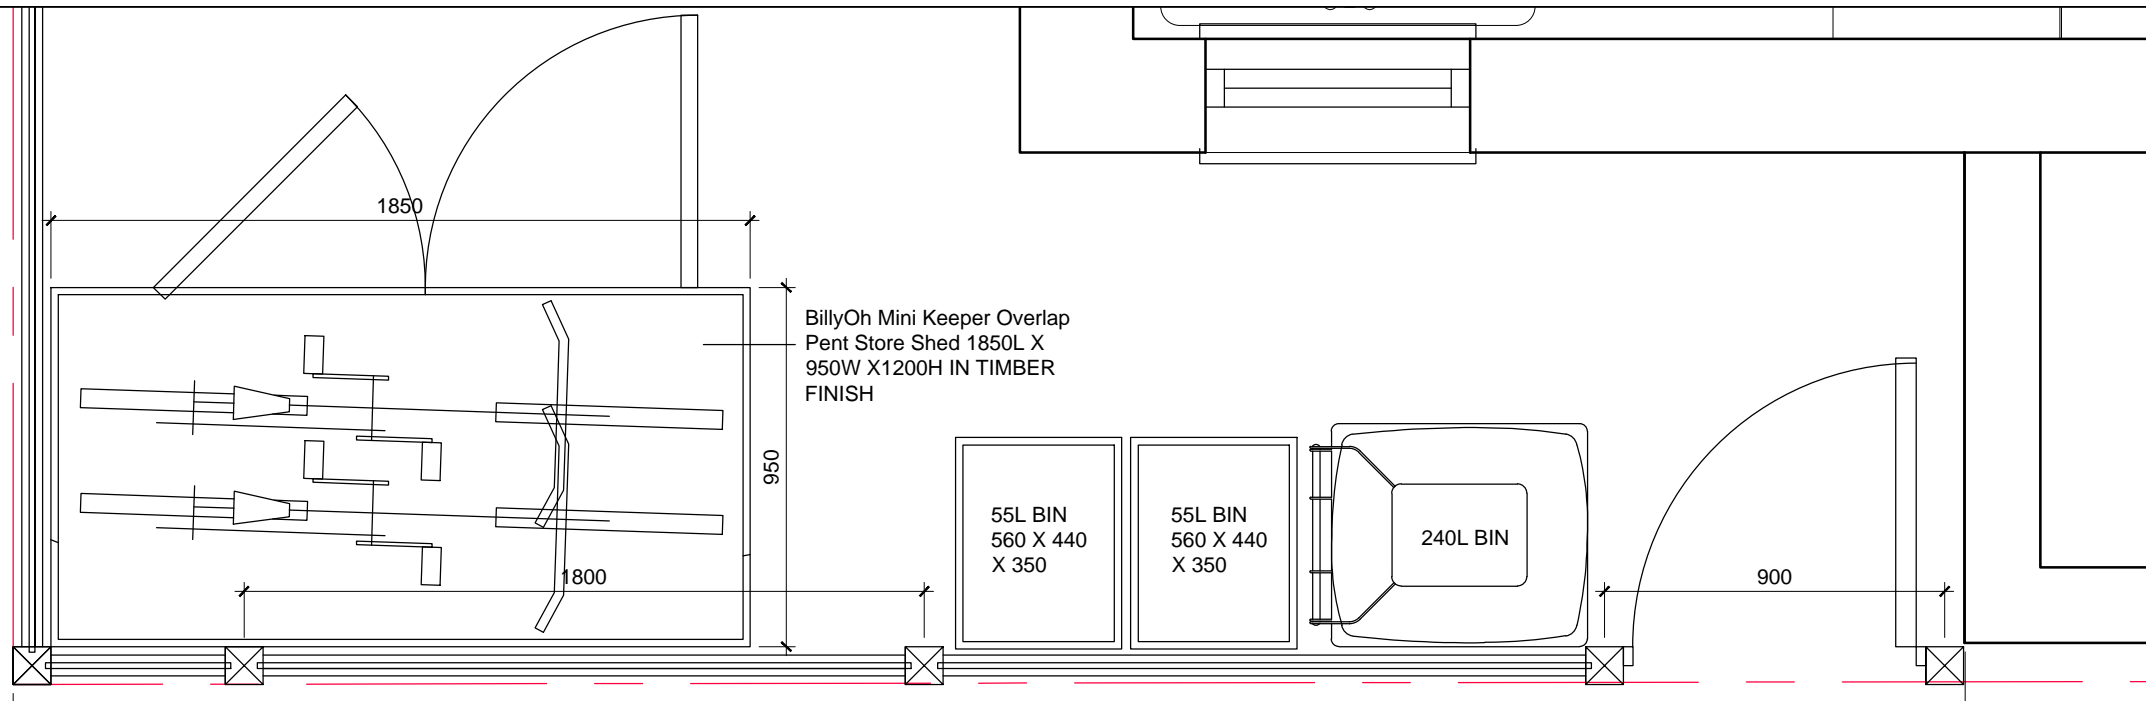 1850
BillyOh Mini Keeper Overlap
Pent Store Shed 1850L X
950W X1200H IN TIMBER
FINISH
950
55L BIN
560 X 440
X 350
55L BIN
560 X 440
X 350
240L BIN
1800
900